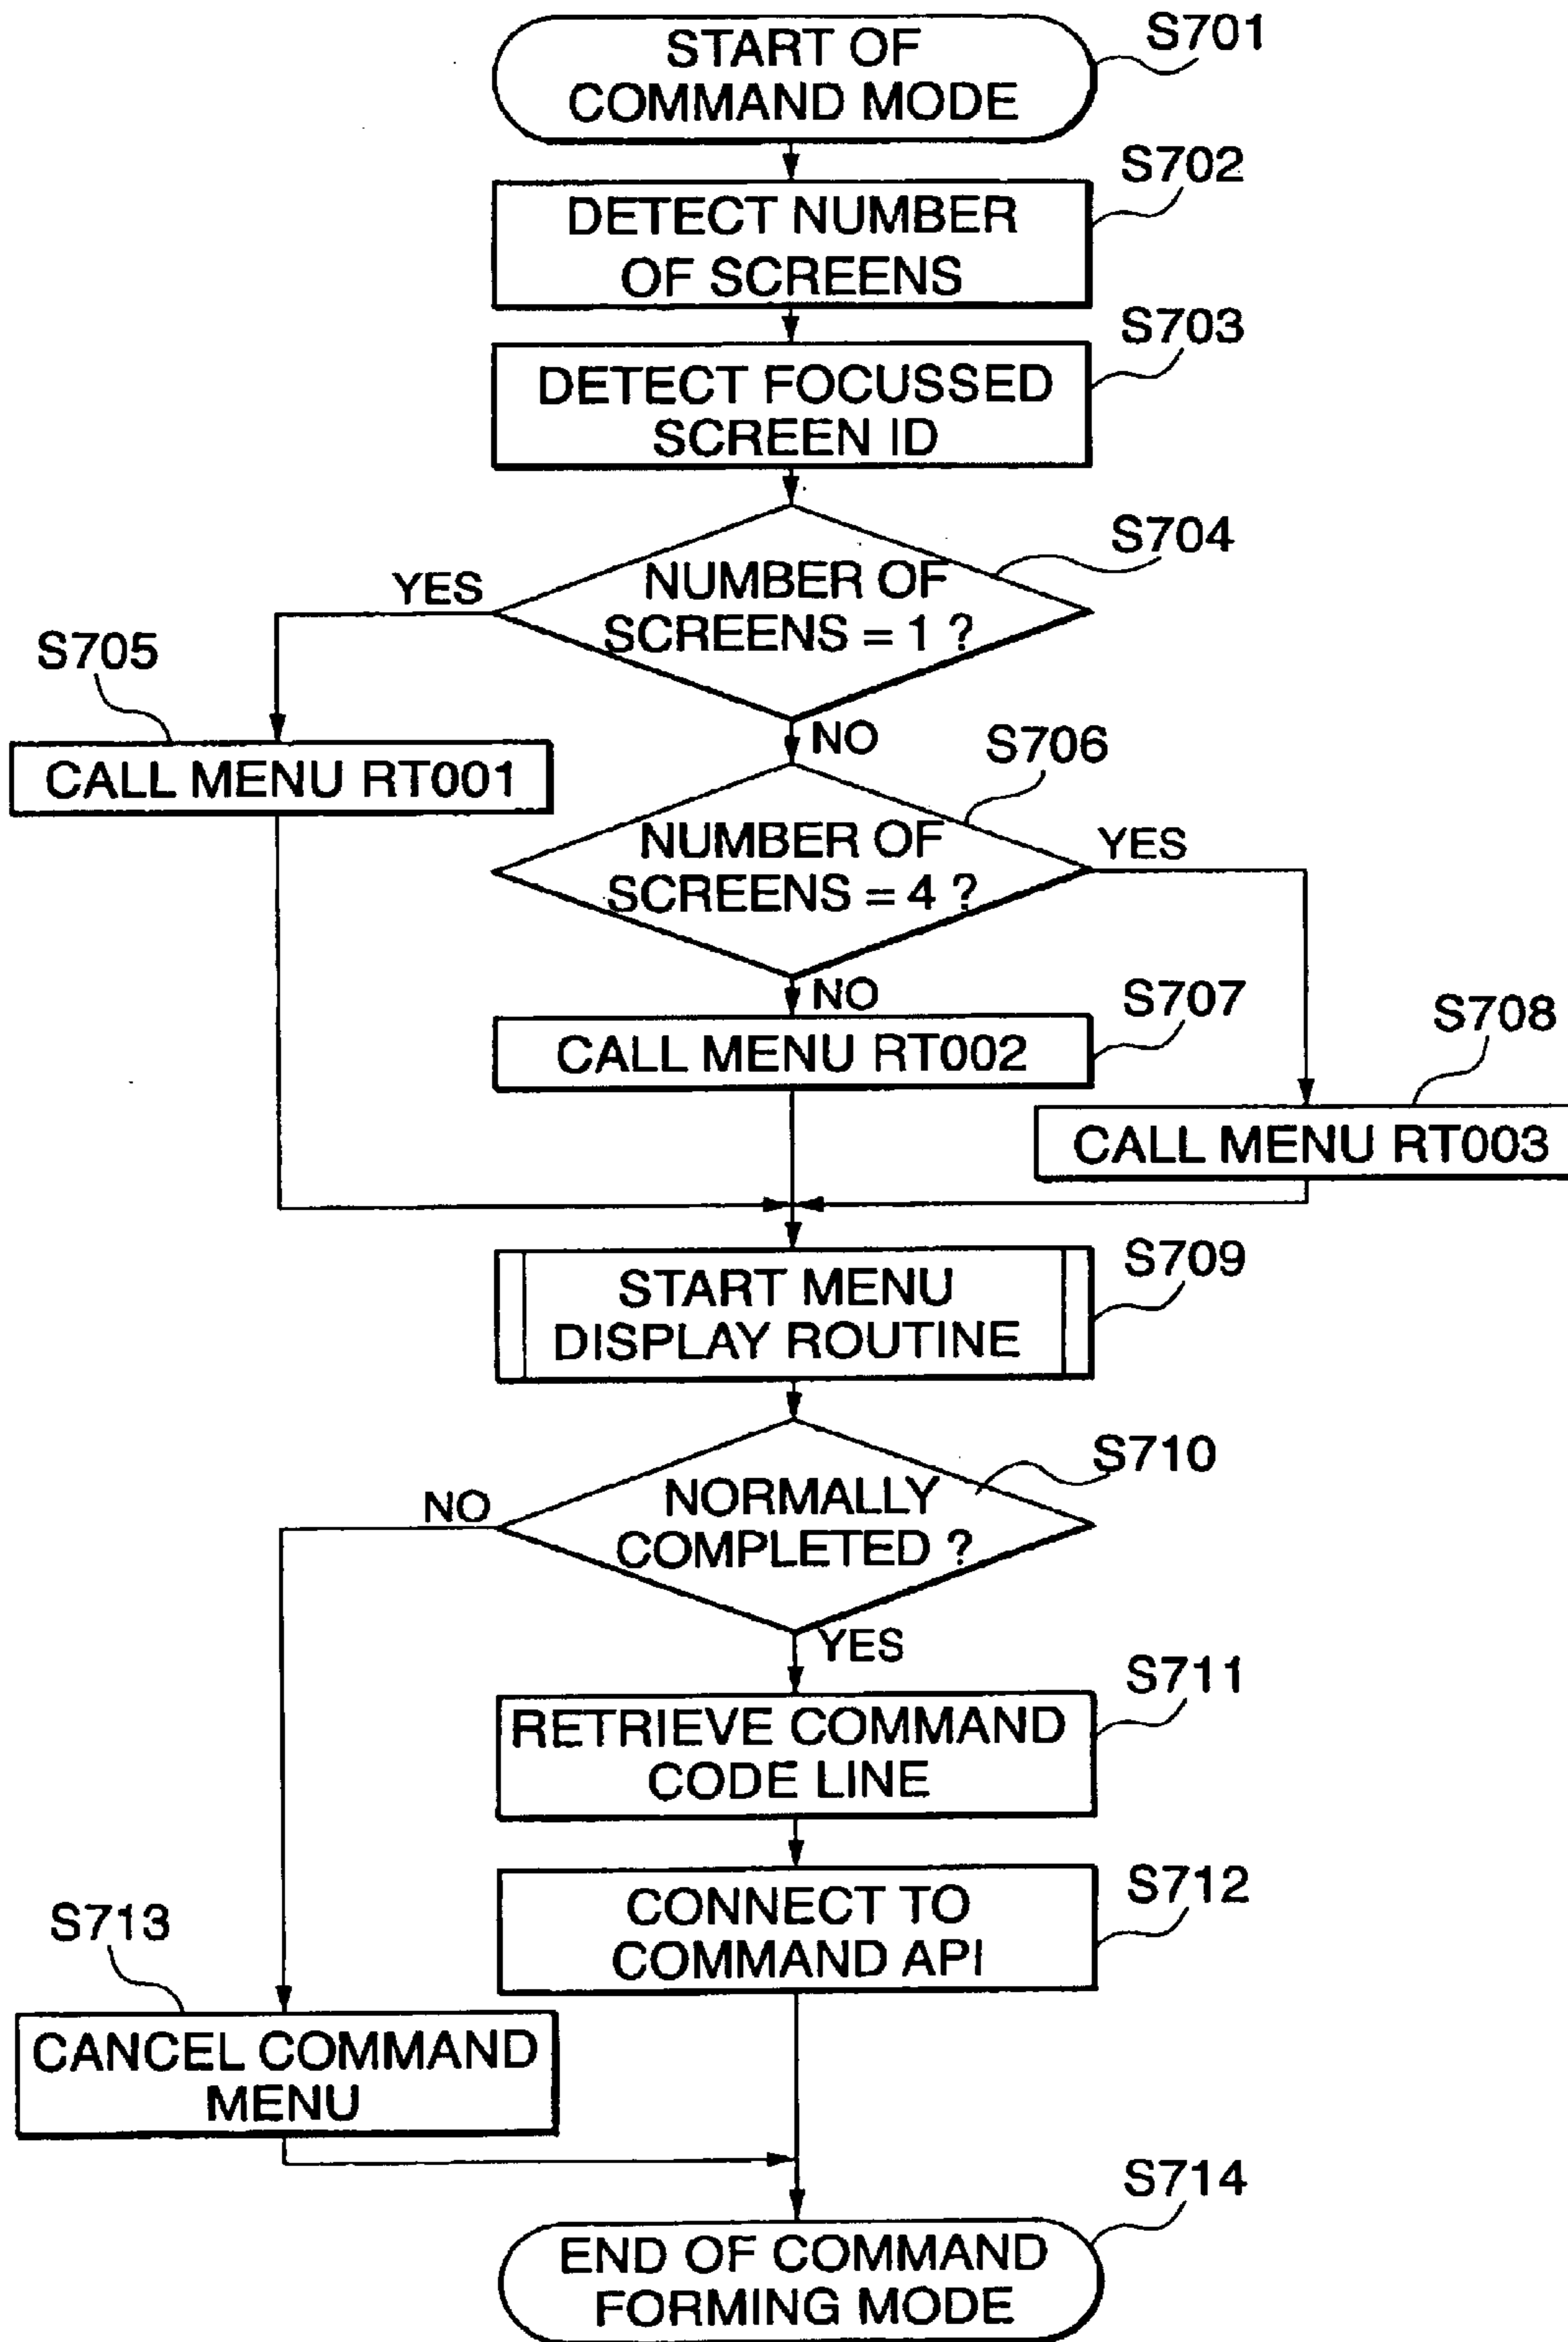 START OF
COMMAND MODE
S701
DETECT NUMBER
OF SCREENS
S702
DETECT FOCUSSED
SCREEN ID
S703
NUMBER OF
SCREENS = 1 ?
S704
YES
S705
CALL MENU RT001
NO
S706
NUMBER OF
SCREENS = 4 ?
YES
NO
S707
CALL MENU RT002
S708
CALL MENU RT003
S709
START MENU
DISPLAY ROUTINE
S710
NORMALLY
COMPLETED ?
NO
YES
S711
RETRIEVE COMMAND
CODE LINE
S712
CONNECT TO
COMMAND API
S713
CANCEL COMMAND
MENU
S714
END OF COMMAND
FORMING MODE